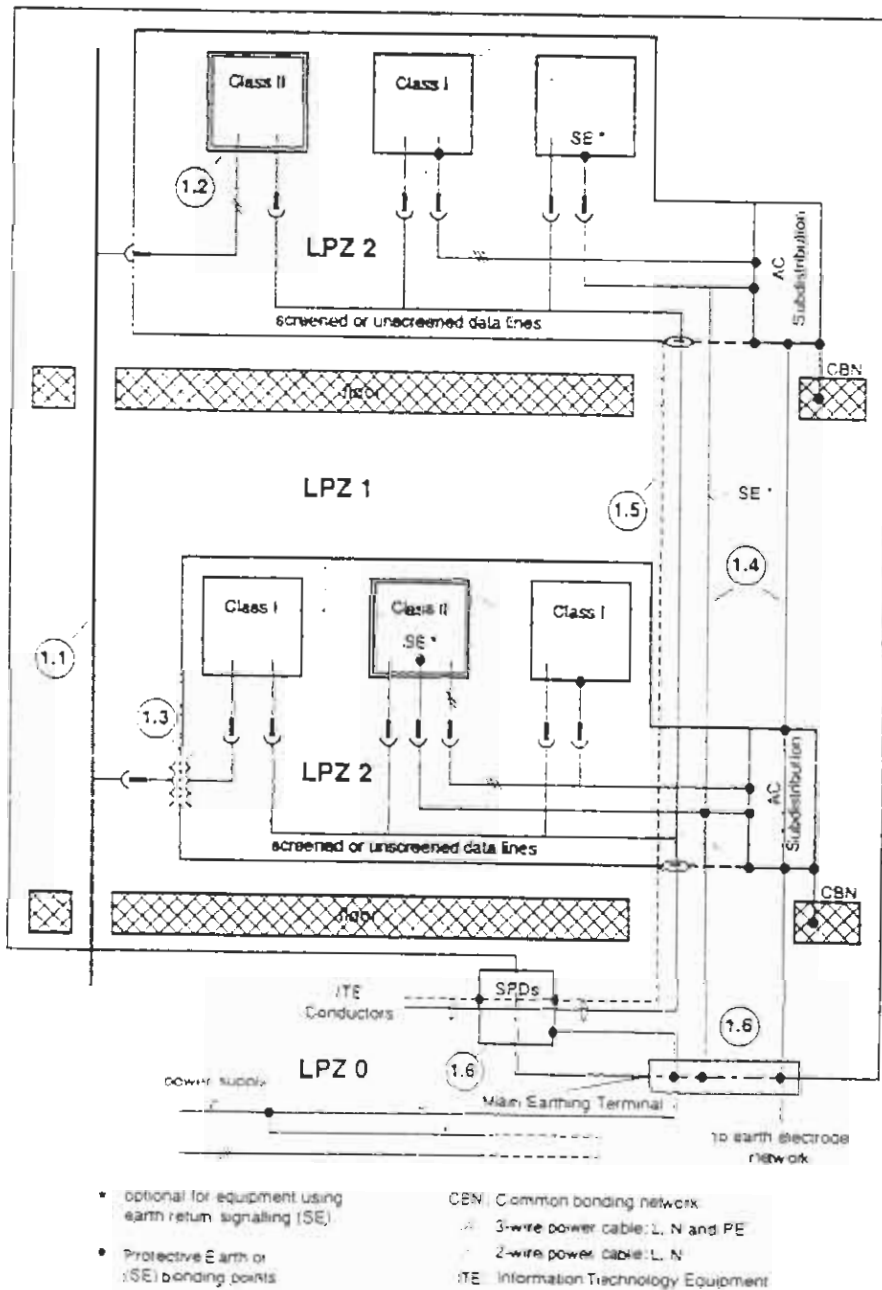 Class II
Class I
SE *
1.2
LPZ 2
AC
Subdistribution
screened or unscreened data lines
CBN
floor
LPZ 1
1.5
SE *
1.4
Class I
Class II
SE *
Class I
1.1
1.3
LPZ 2
AC
Subdistribution
screened or unscreened data lines
CBN
floor
ITE
Conductors
SPDs
1.6
1.6
LPZ 0
power supply
Main Earthing Terminal
to earth electrode
network
* optional for equipment using
earth return signalling (SE)
• Protective Earth or
(SE) bonding points
CBN Common bonding network
3-wire power cable: L, N and PE
2-wire power cable: L, N
ITE Information Technology Equipment